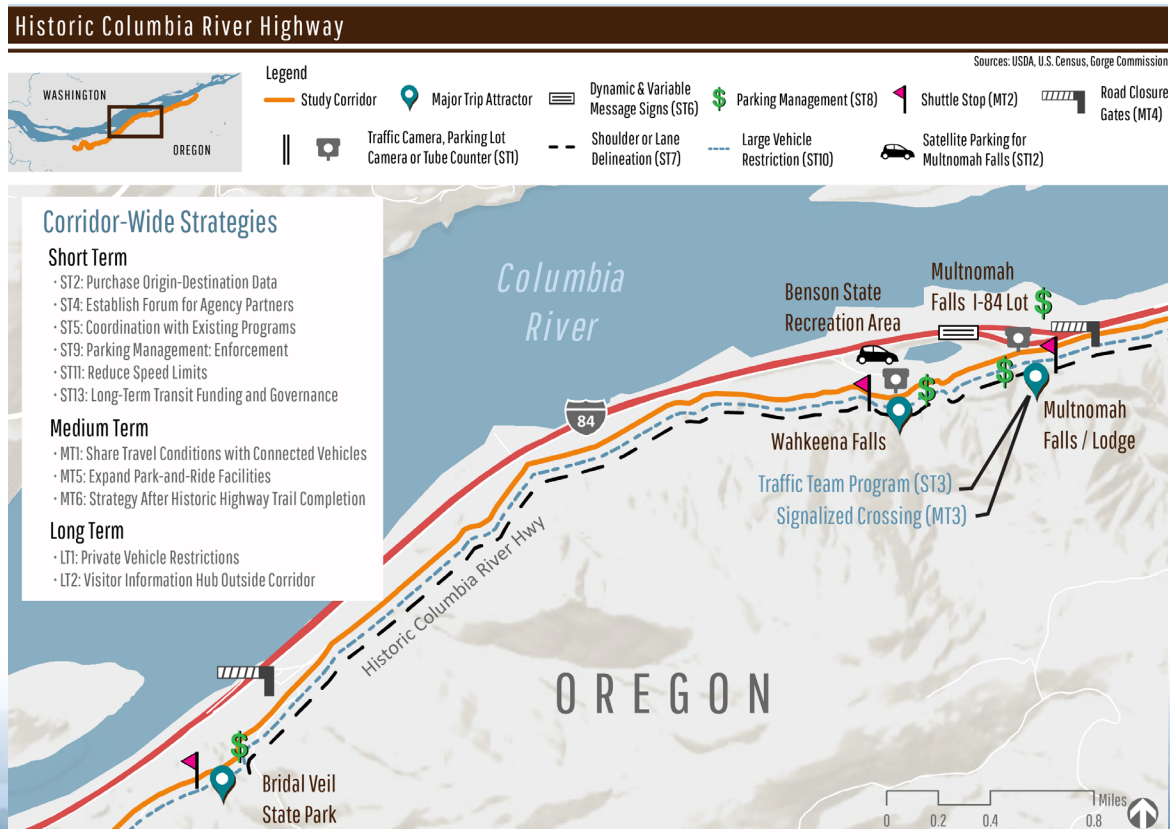 Historic Columbia River Highway
Sources: USDA, U.S. Census, Gorge Commission
WASHINGTON
OREGON
Legend
Study Corridor
Major Trip Attractor
Dynamic & Variable
Message Signs (ST6)
Parking Management (ST8)
Shuttle Stop (MT2)
Road Closure
Gates (MT4)
Traffic Camera, Parking Lot
Camera or Tube Counter (ST1)
Shoulder or Lane
Delineation (ST7)
Large Vehicle
Restriction (ST10)
Satellite Parking for
Multnomah Falls (ST12)
Corridor-Wide Strategies
Short Term
· ST2: Purchase Origin-Destination Data
· ST4: Establish Forum for Agency Partners
· ST5: Coordination with Existing Programs
· ST9: Parking Management: Enforcement
· ST11: Reduce Speed Limits
· ST13: Long-Term Transit Funding and Governance
Medium Term
· MT1: Share Travel Conditions with Connected Vehicles
· MT5: Expand Park-and-Ride Facilities
· MT6: Strategy After Historic Highway Trail Completion
Long Term
· LT1: Private Vehicle Restrictions
· LT2: Visitor Information Hub Outside Corridor
Columbia
River
Benson State
Recreation Area
Multnomah
Falls I-84 Lot
$
$
$
84
Wahkeena Falls
Multnomah
Falls / Lodge
Traffic Team Program (ST3)
Signalized Crossing (MT3)
Historic Columbia River Hwy
OREGON
$
Bridal Veil
State Park
Miles
0 0.2 0.4 0.8